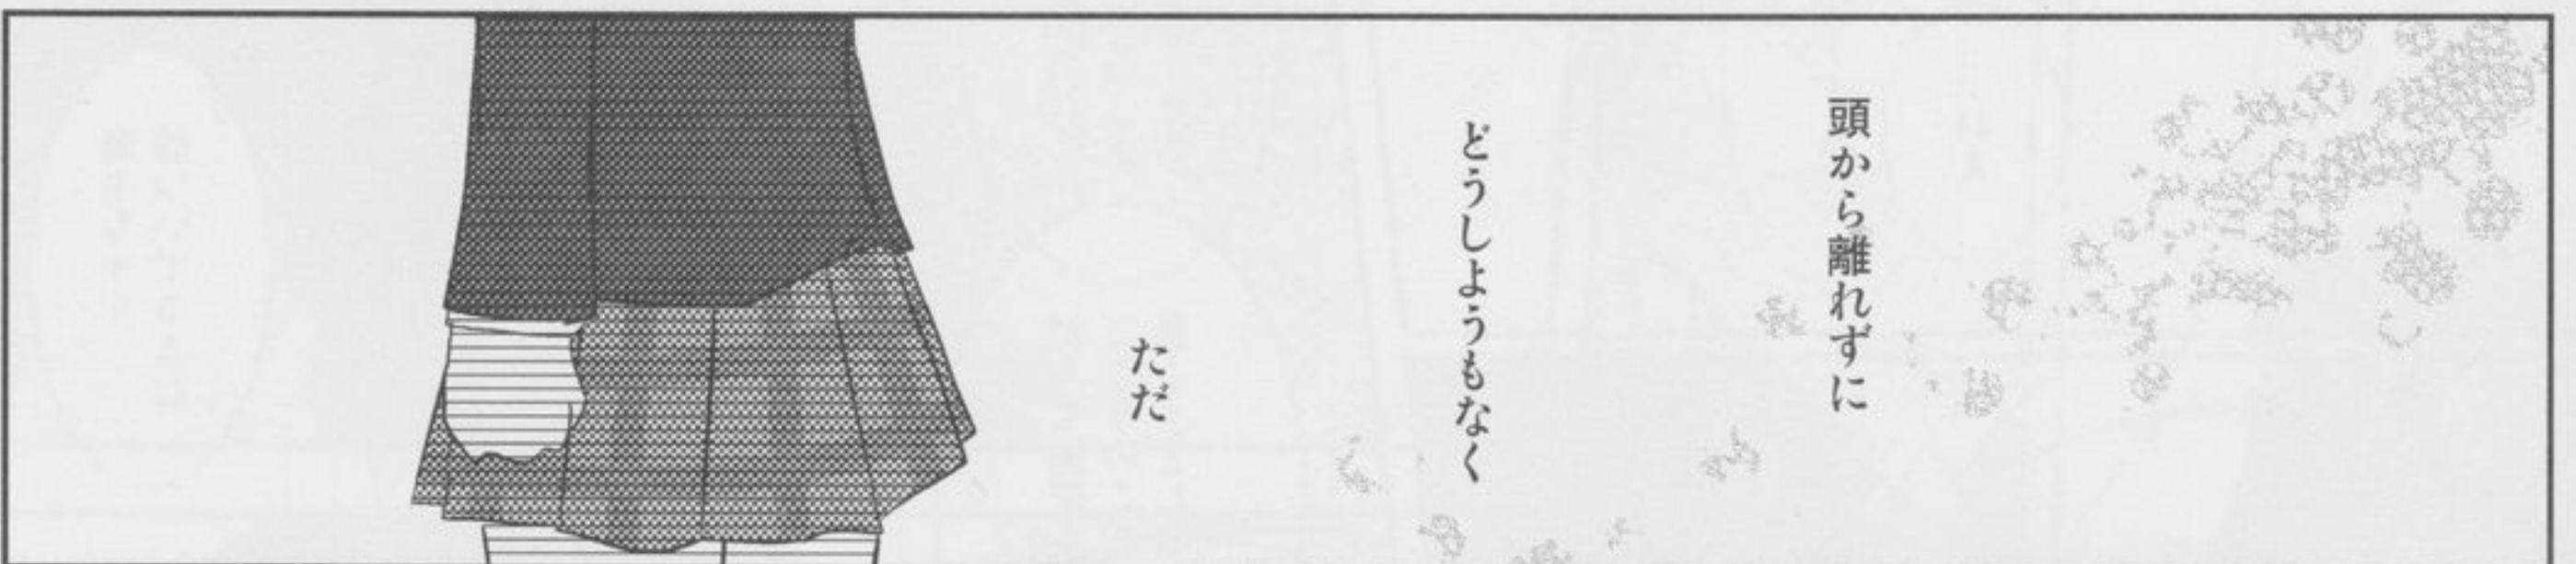 頭から離れずに
どうしようもなく
ただ